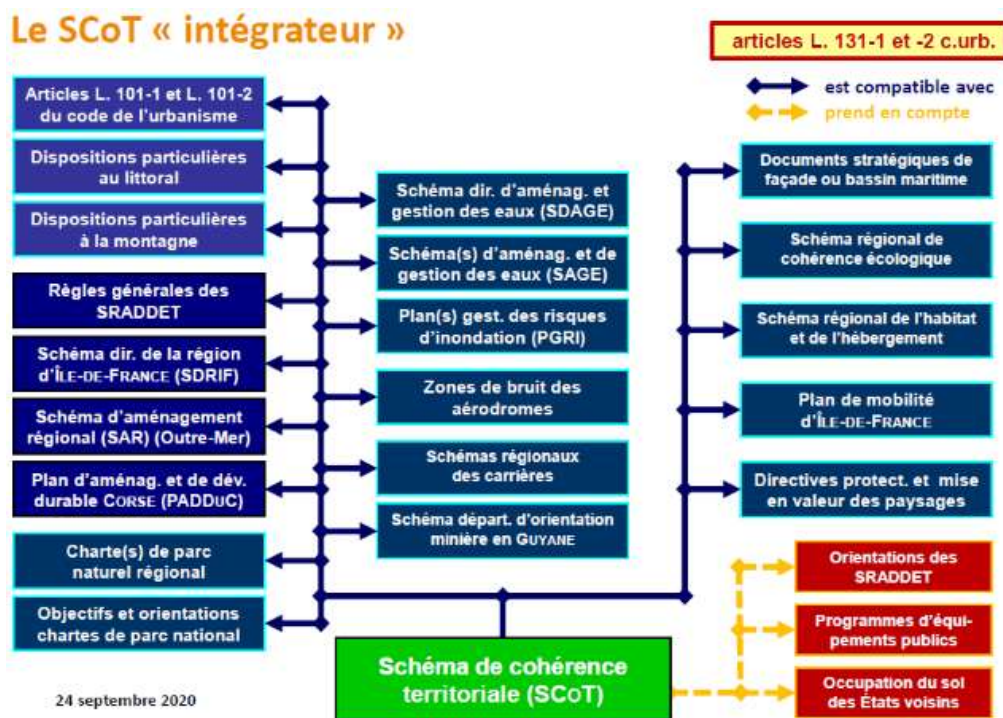 Le SCoT « intégrateur »
articles L. 131-1 et -2 c.urb.
est compatible avec
prend en compte
Articles L. 101-1 et L. 101-2
du code de l'urbanisme
Dispositions particulières
au littoral
Dispositions particulières
à la montagne
Règles générales des
SRADDET
Schéma dir. de la région
d'ÎLE-DE-FRANCE (SDRIF)
Schéma d'aménagement
régional (SAR) (Outre-Mer)
Plan d'aménag. et de dév.
durable CORSE (PADDUC)
Charte(s) de parc
naturel régional
Objectifs et orientations
chartes de parc national
Schéma dir. d'aménag. et
gestion des eaux (SDAGE)
Schéma(s) d'aménag. et de
gestion des eaux (SAGE)
Plan(s) gest. des risques
d'inondation (PGRI)
Zones de bruit des
aérodromes
Schémas régionaux
des carrières
Schéma départ. d'orientation
minière en GUYANE
Documents stratégiques de
façade ou bassin maritime
Schéma régional de
cohérence écologique
Schéma régional de l'habitat
et de l'hébergement
Plan de mobilité
d'ÎLE-DE-FRANCE
Directives protect. et mise
en valeur des paysages
Orientations des
SRADDET
Programmes d'équi-
pements publics
Occupation du sol
des États voisins
Schéma de cohérence
territoriale (SCOT)
24 septembre 2020